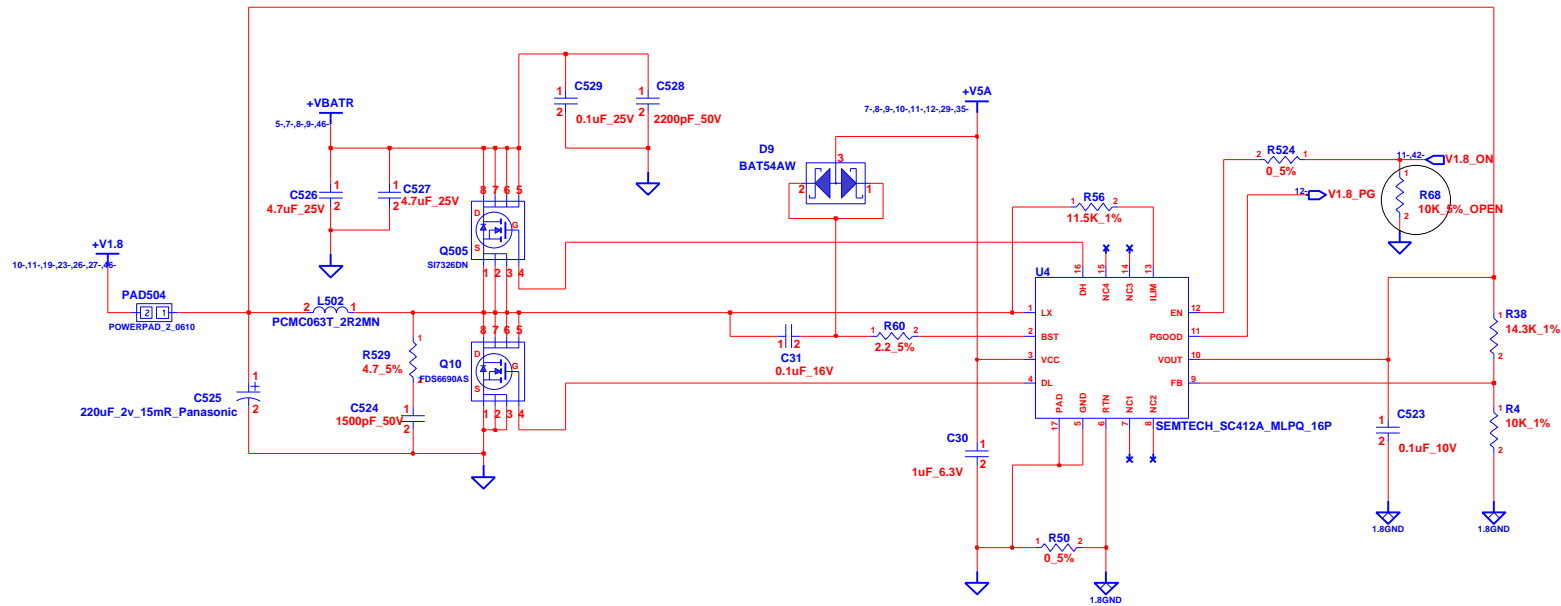 +VBATR
5-,7-,8-,9-,46-
C526
4.7uF_25V
1
2
C527
4.7uF_25V
1
2
C529
0.1uF_25V
1
2
C528
2200pF_50V
1
2
8 7 6 5
D
G
S
Q505
SI7326DN
1 2 3 4
+V1.8
10-,11-,19-,23-,26-,27-,46-
PAD504
2 1
POWERPAD_2_0610
2 L502 1
PCMC063T_2R2MN
R529
4.7_5%
1
2
C524
1500pF_50V
1
2
8 7 6 5
D
G
S
Q10
FDS6690AS
1 2 3 4
1
+
C525
2
220uF_2v_15mR_Panasonic
D9
BAT54AW
3
2 1
+V5A
7-,8-,9-,10-,11-,12-,29-,35-
1 2
C31
0.1uF_16V
1 R60 2
2.2_5%
1 R56 2
11.5K_1%
C30
1uF_6.3V
1
2
U4
16 15 14 13
DH NC4 NC3 ILIM
1 LX
2 BST
3 VCC
4 DL
EN 12
PGOOD 11
VOUT 10
FB 9
PAD GND RTN NC1 NC2
17 5 6 7 8
SEMTECH_SC412A_MLPQ_16P
1 R50 2
0_5%
1.8GND
2 R524 1
0_5%
11-,42-
V1.8_ON
12-
V1.8_PG
1
R68
10K_5%_OPEN
2
1
R38
14.3K_1%
2
1
R4
10K_1%
2
1
C523
2
0.1uF_10V
1.8GND
1.8GND